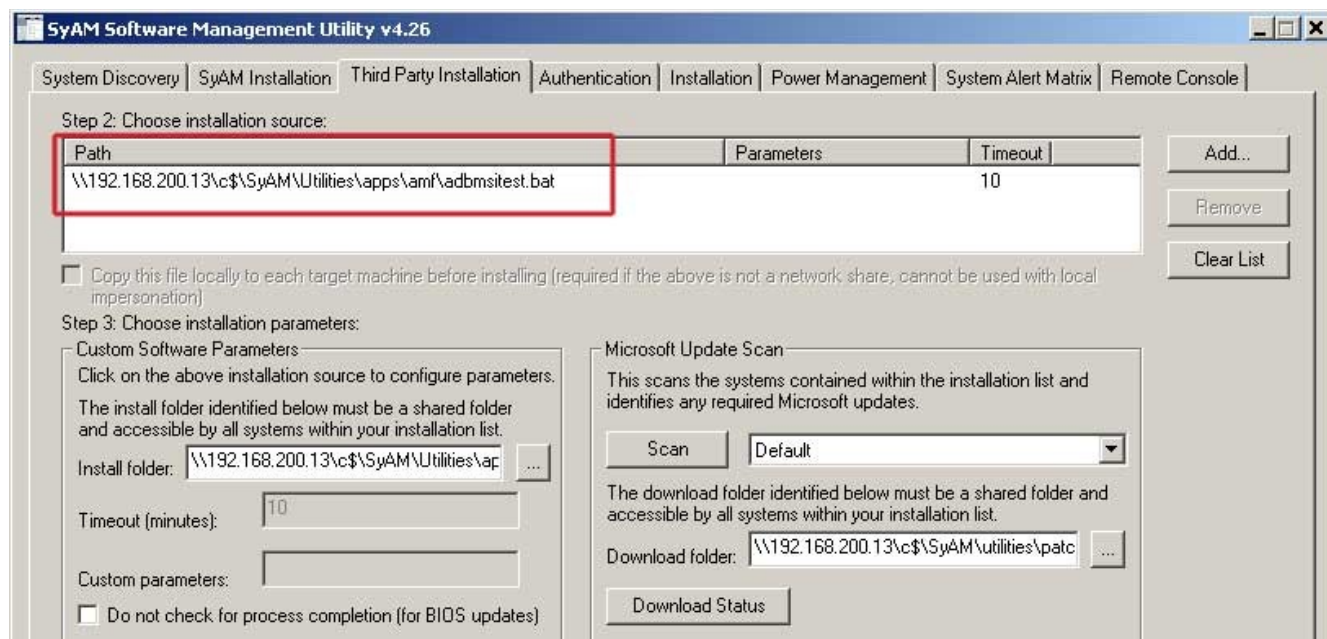 SyAM Software Management Utility v4.26
System Discovery SyAM Installation Third Party Installation Authentication Installation Power Management System Alert Matrix Remote Console
Step 2: Choose installation source:
Path Parameters Timeout
\\192.168.200.13\c$\SyAM\Utilities\apps\amf\adbmsitest.bat 10
Add...
Remove
Clear List
Copy this file locally to each target machine before installing (required if the above is not a network share, cannot be used with local
impersonation)
Step 3: Choose installation parameters:
Custom Software Parameters
Click on the above installation source to configure parameters.
The install folder identified below must be a shared folder
and accessible by all systems within your installation list.
Install folder: \\192.168.200.13\c$\SyAM\Utilities\ap ...
Timeout (minutes): 10
Custom parameters:
Do not check for process completion (for BIOS updates)
Microsoft Update Scan
This scans the systems contained within the installation list and
identifies any required Microsoft updates.
Scan Default
The download folder identified below must be a shared folder and
accessible by all systems within your installation list.
Download folder: \\192.168.200.13\c$\SyAM\utilities\patc ...
Download Status